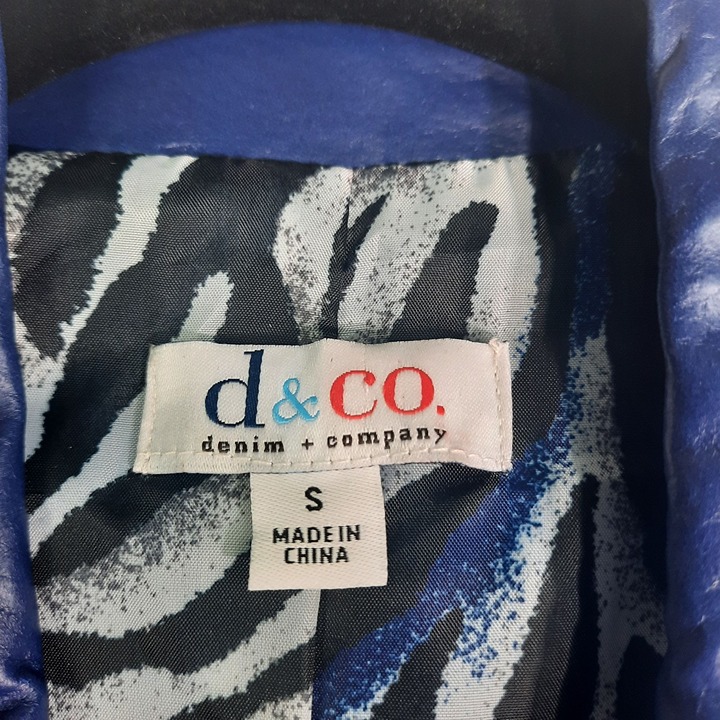 d&co.
denim + company
S
MADE IN
CHINA